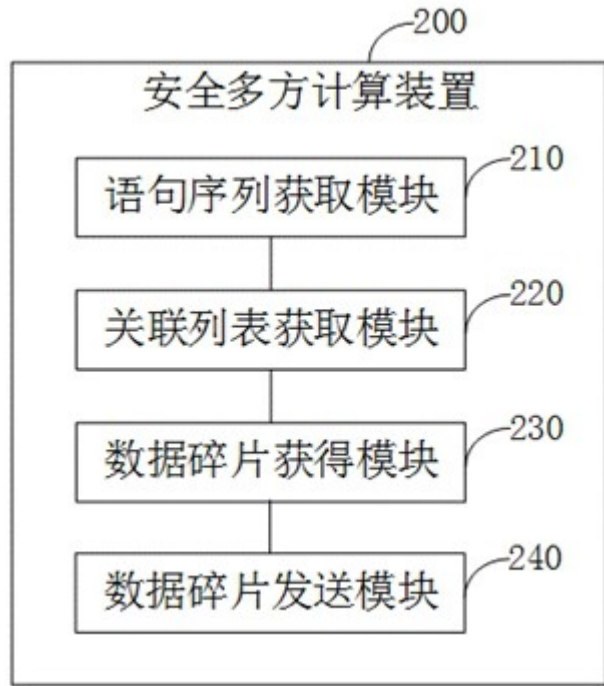 200
安全多方计算装置
语句序列获取模块
210
关联列表获取模块
220
数据碎片获得模块
230
数据碎片发送模块
240